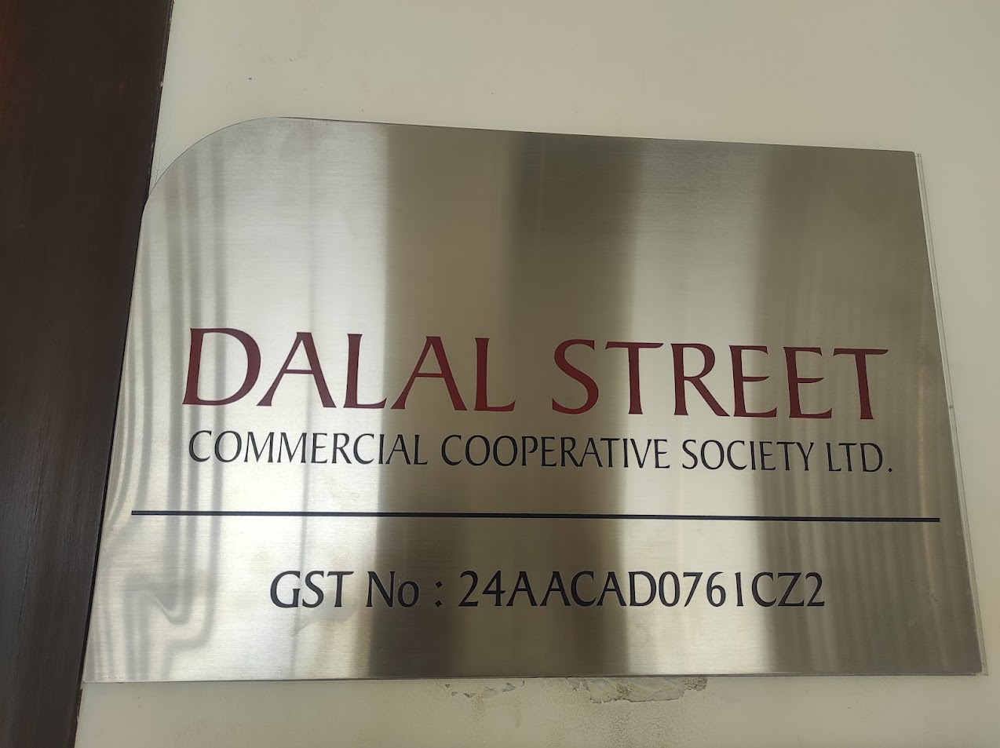 DALAL STREET
COMMERCIAL COOPERATIVE SOCIETY LTD.
GST No : 24AACAD0761CZ2